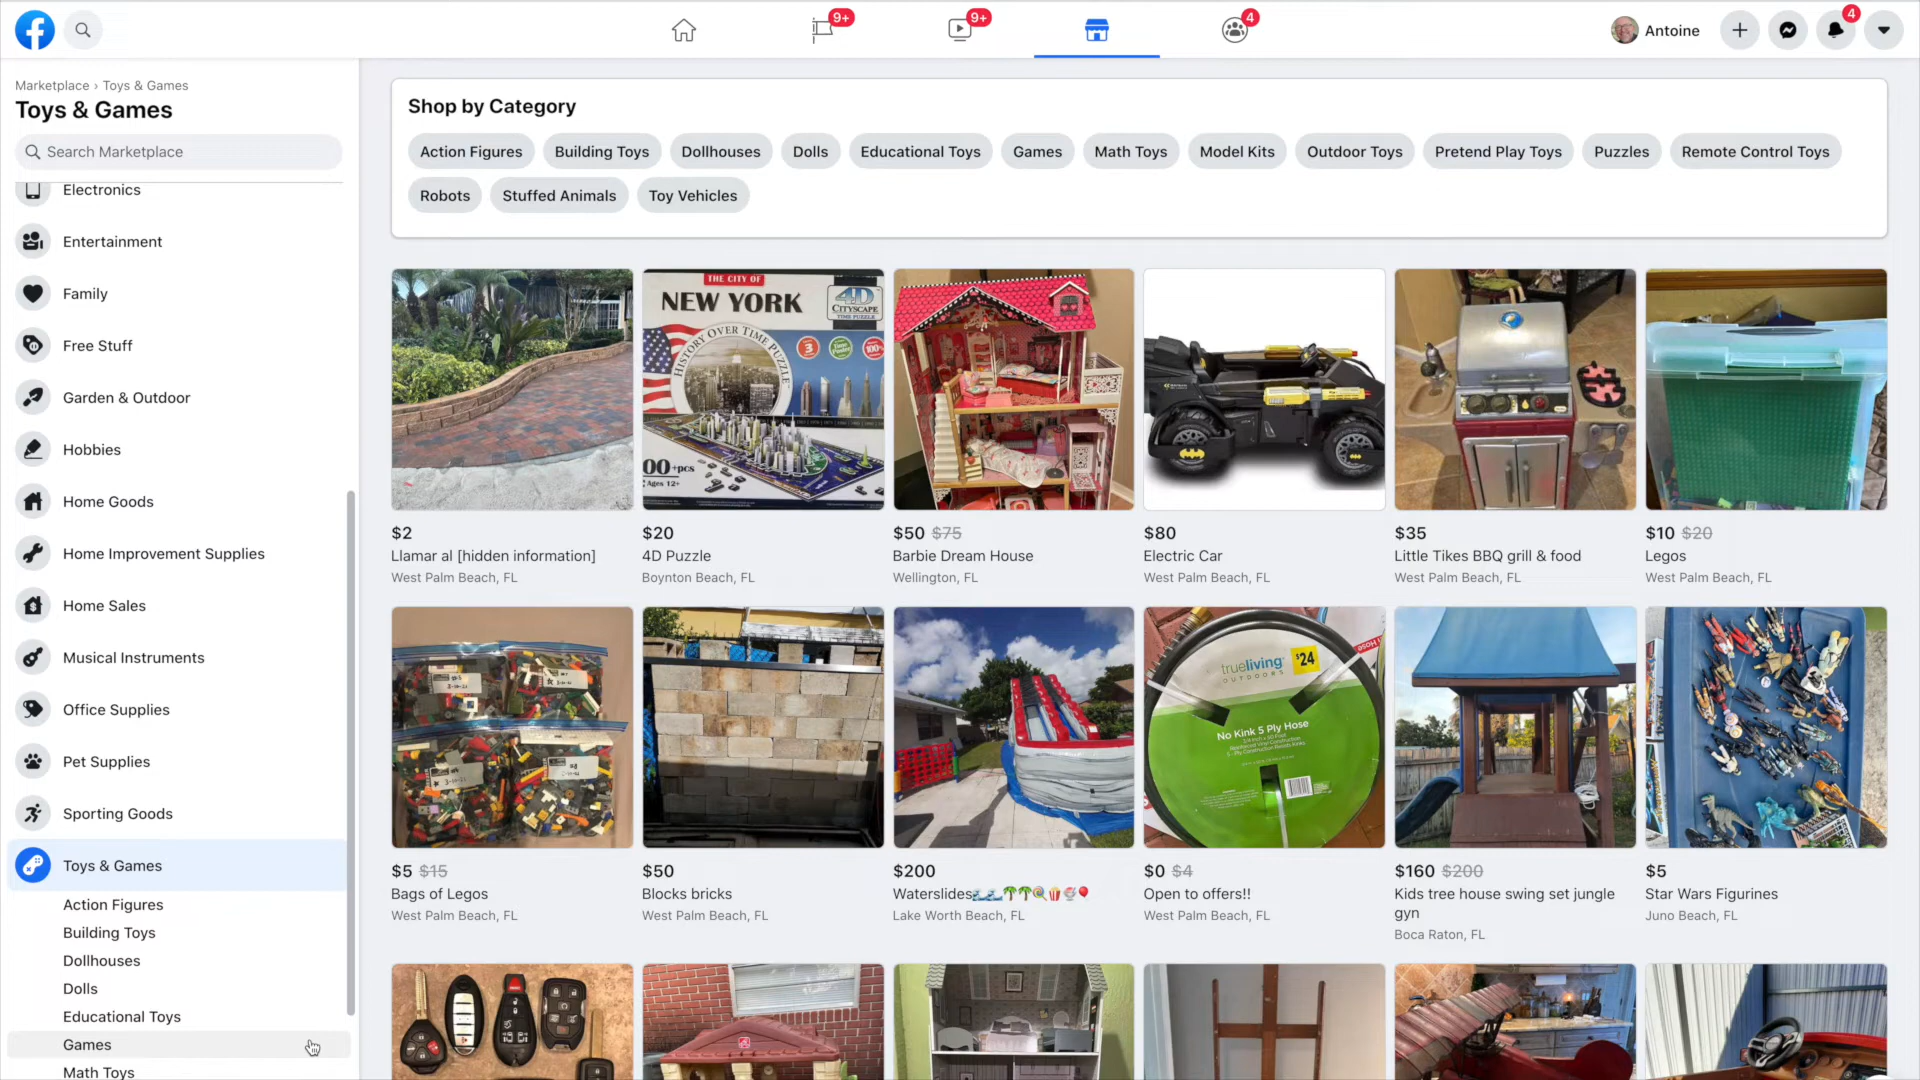 9+
9+
4
Antoine
4
Marketplace › Toys & Games
Toys & Games
Search Marketplace
Electronics
Entertainment
Family
Free Stuff
Garden & Outdoor
Hobbies
Home Goods
Home Improvement Supplies
Home Sales
Musical Instruments
Office Supplies
Pet Supplies
Sporting Goods
Toys & Games
Action Figures
Building Toys
Dollhouses
Dolls
Educational Toys
Games
Math Toys
Shop by Category
Action Figures
Building Toys
Dollhouses
Dolls
Educational Toys
Games
Math Toys
Model Kits
Outdoor Toys
Pretend Play Toys
Puzzles
Remote Control Toys
Robots
Stuffed Animals
Toy Vehicles
THE CITY OF
NEW YORK
4D
CITYSCAPE
TIME PUZZLE
HISTORY OVER TIME PUZZLE
00+pcs
Ages 12+
$2
Llamar al [hidden information]
West Palm Beach, FL
$20
4D Puzzle
Boynton Beach, FL
$50 $75
Barbie Dream House
Wellington, FL
$80
Electric Car
West Palm Beach, FL
$35
Little Tikes BBQ grill & food
West Palm Beach, FL
$10 $20
Legos
West Palm Beach, FL
trueliving
OUTDOORS
$24
No Kink 5 Ply Hose
$5 $15
Bags of Legos
West Palm Beach, FL
$50
Blocks bricks
West Palm Beach, FL
$200
Waterslides🌊🌊🌴🌴🍭🍿🍧🎈
Lake Worth Beach, FL
$0 $4
Open to offers!!
West Palm Beach, FL
$160 $200
Kids tree house swing set jungle
gyn
Boca Raton, FL
$5
Star Wars Figurines
Juno Beach, FL